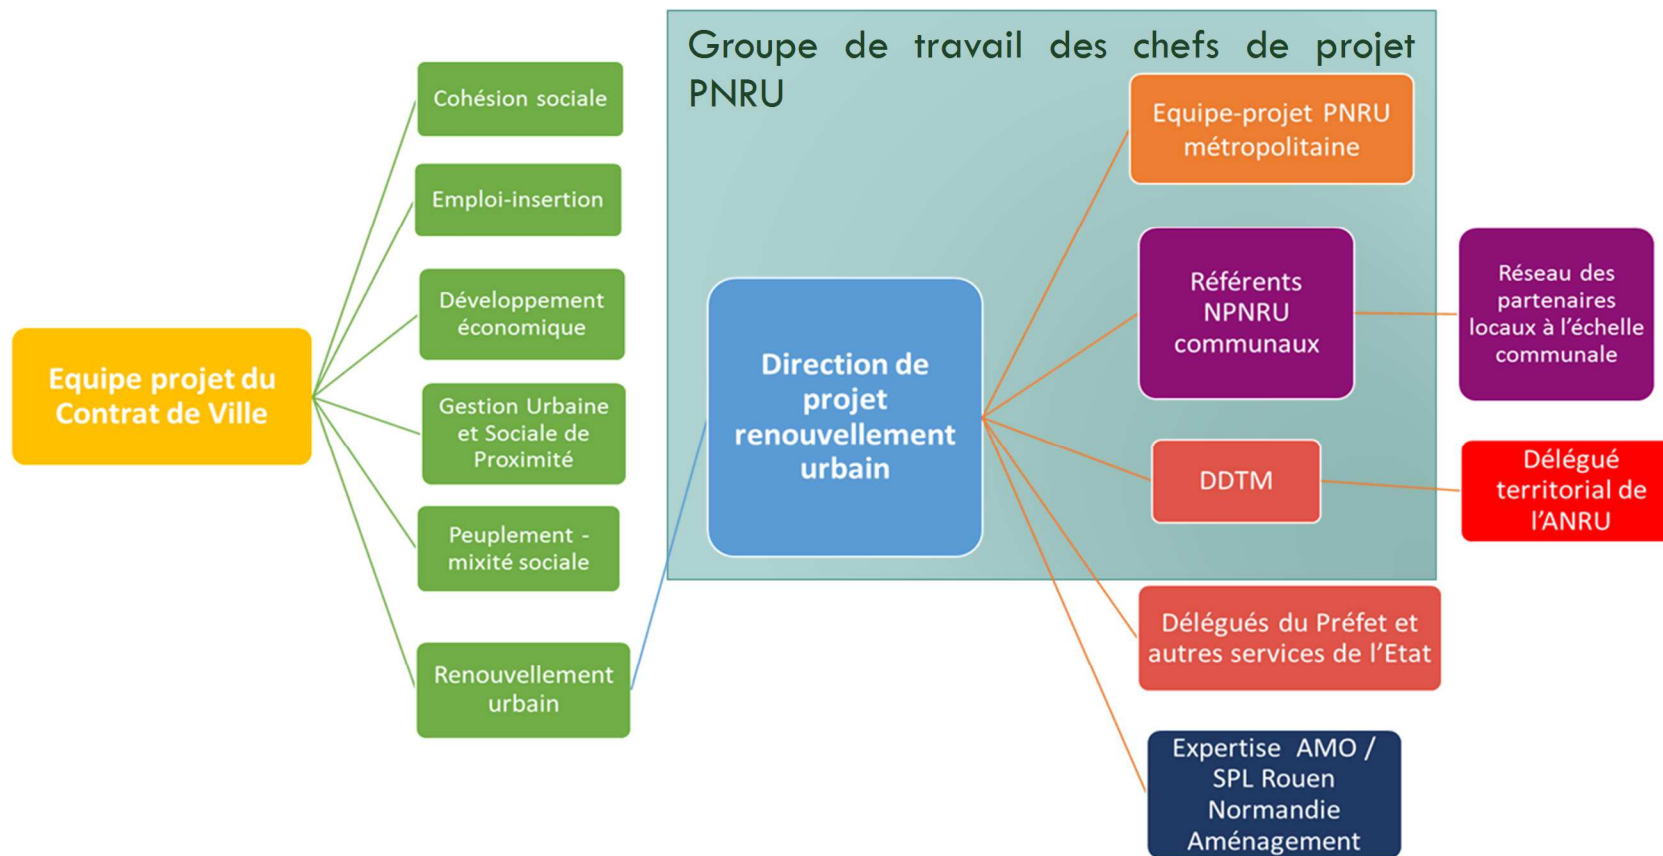 Groupe de travail des chefs de projet
PNRU
Equipe projet du
Contrat de Ville
Cohésion sociale
Emploi-insertion
Développement
économique
Gestion Urbaine
et Sociale de
Proximité
Peuplement -
mixité sociale
Renouvellement
urbain
Direction de
projet
renouvellement
urbain
Equipe-projet PNRU
métropolitaine
Référents
NPNRU
communaux
Réseau des
partenaires
locaux à l'échelle
communale
DDTM
Délégué
territorial de
l'ANRU
Délégués du Préfet et
autres services de l'Etat
Expertise AMO /
SPL Rouen
Normandie
Aménagement